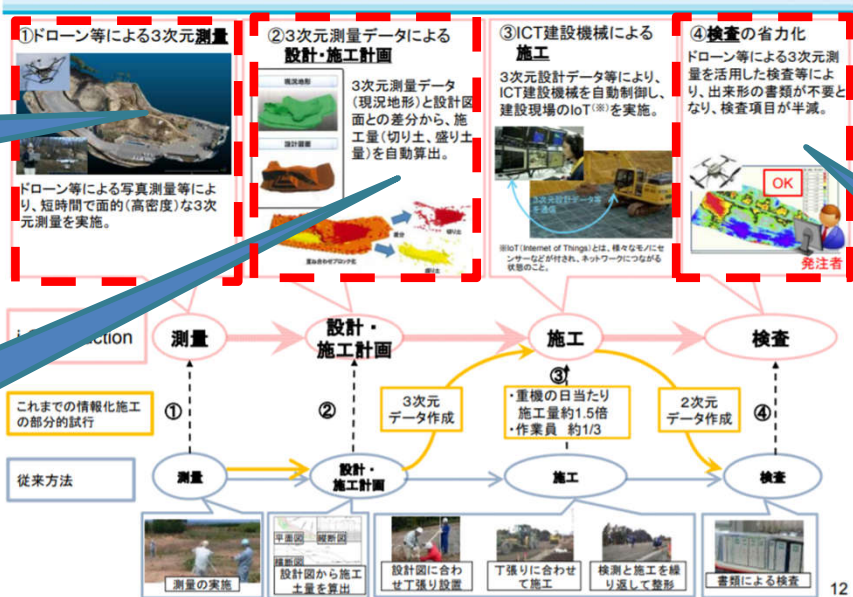 ①ドローン等による3次元測量
ドローン等による写真測量等によ
り、短時間で面的(高密度)な3次
元測量を実施。
②3次元測量データによる
設計・施工計画
現況地形
設計図面
3次元測量データ
(現況地形)と設計図
面との差分から、施
工量(切り土、盛り土
量)を自動算出。
差分
切り土
重ね合わせブロック化
盛り土
③ICT建設機械による
施工
3次元設計データ等により、
ICT建設機械を自動制御し、
建設現場のIoT(※)を実施。
3次元設計データ等
を通信
※IoT(Internet of Things)とは、様々なモノにセ
ンサーなどが付され、ネットワークにつながる
状態のこと。
④検査の省力化
ドローン等による3次元測
量を活用した検査等によ
り、出来形の書類が不要と
なり、検査項目が半減。
OK
発注者
測量
設計・
施工計画
施工
検査
これまでの情報化施工
の部分的試行
①
②
3次元
データ作成
③
・重機の日当たり
施工量約1.5倍
・作業員 約1/3
2次元
データ作成
④
従来方法
測量
設計・
施工計画
施工
検査
測量の実施
平面図
縦断図
横断図
設計図から施工
土量を算出
設計図に合わ
せ丁張り設置
丁張りに合わせ
て施工
検測と施工を繰
り返して整形
書類による検査
12